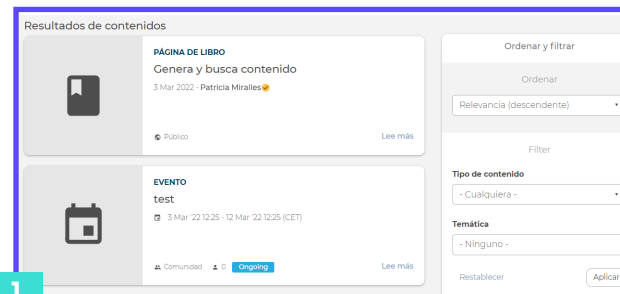 Resultados de contenidos
PÁGINA DE LIBRO
Genera y busca contenido
3 Mar 2022 - Patricia Miralles
Público
Lee más
EVENTO
test
3 Mar '22 12:25 - 12 Mar '22 12:25 (CET)
Comunidad 0 Ongoing
Lee más
1
Ordenar y filtrar
Ordenar
Relevancia (descendente)
Filter
Tipo de contenido
- Cualquiera -
Temática
- Ninguno -
Restablecer
Aplicar